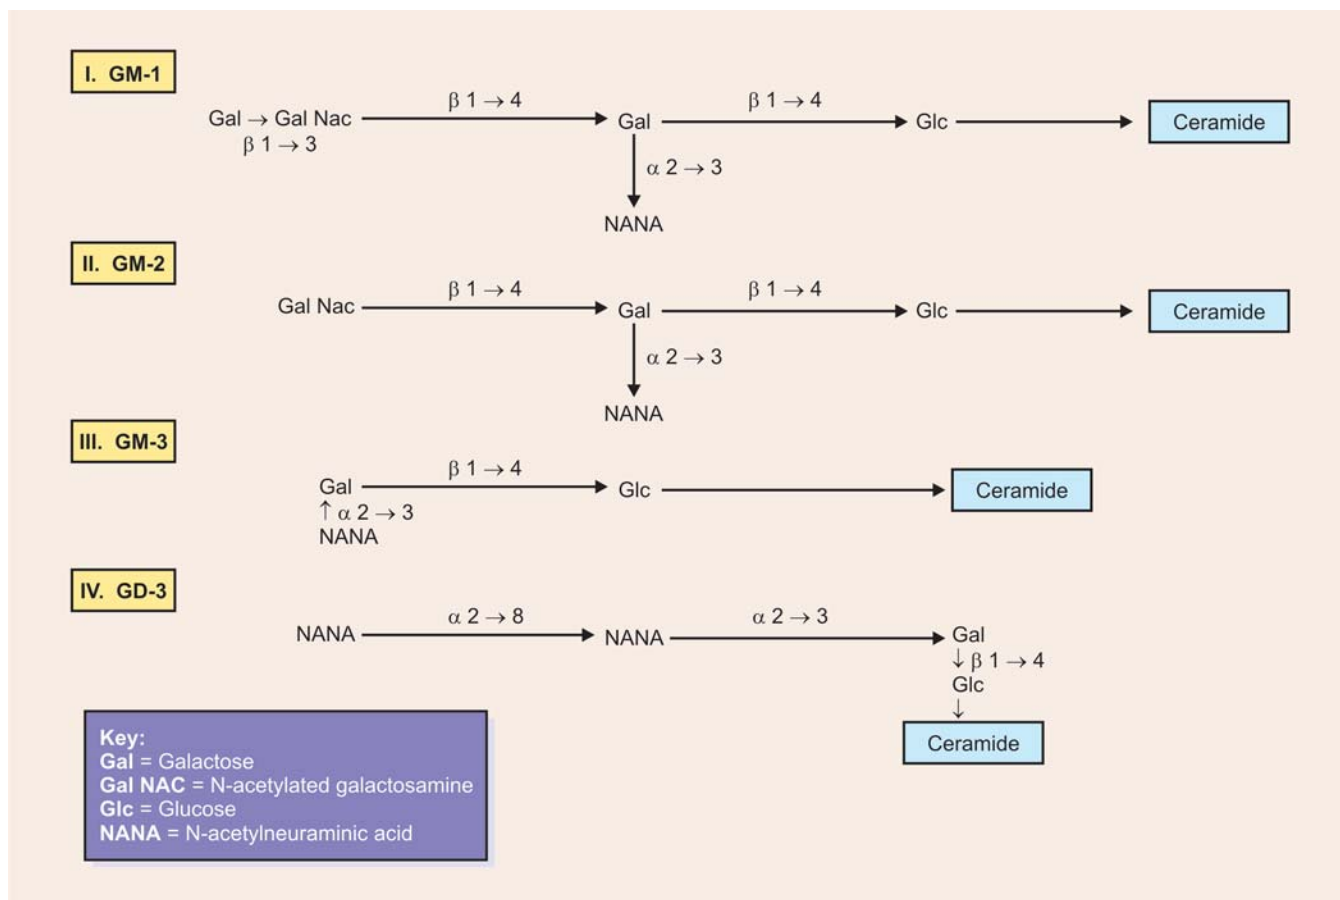 I. GM-1
Gal → Gal Nac
β 1 → 3
β 1 → 4
Gal
β 1 → 4
Glc
Ceramide
α 2 → 3
NANA
II. GM-2
Gal Nac
β 1 → 4
Gal
β 1 → 4
Glc
Ceramide
α 2 → 3
NANA
III. GM-3
Gal
β 1 → 4
Glc
Ceramide
↑ α 2 → 3
NANA
IV. GD-3
NANA
α 2 → 8
NANA
α 2 → 3
Gal
↓ β 1 → 4
Glc
↓
Ceramide
Key:
Gal = Galactose
Gal NAC = N-acetylated galactosamine
Glc = Glucose
NANA = N-acetylneuraminic acid